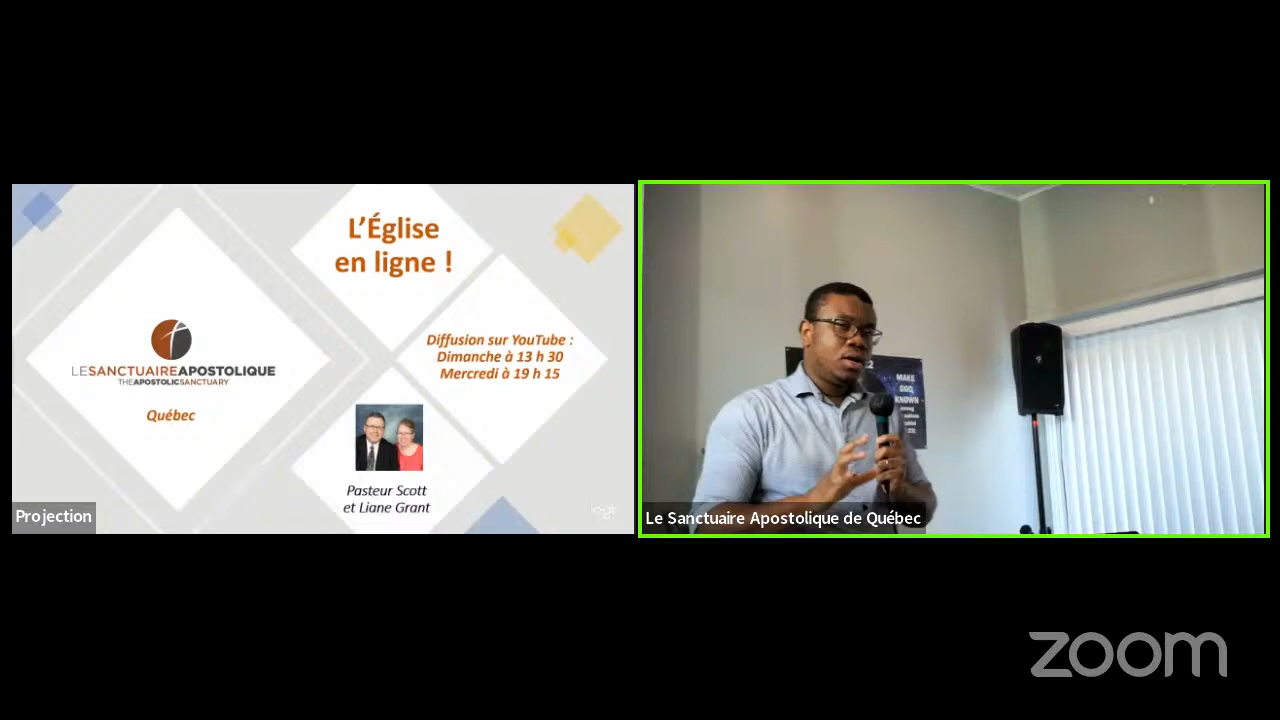 L'Église
en ligne !
Diffusion sur YouTube :
Dimanche à 13 h 30
Mercredi à 19 h 15
LESANCTUAIREAPOSTOLIQUE
THEAPOSTOLICSANCTUARY
Québec
Pasteur Scott
et Liane Grant
Projection
MAKE
GOD
KNOWN
Le Sanctuaire Apostolique de Québec
zoom